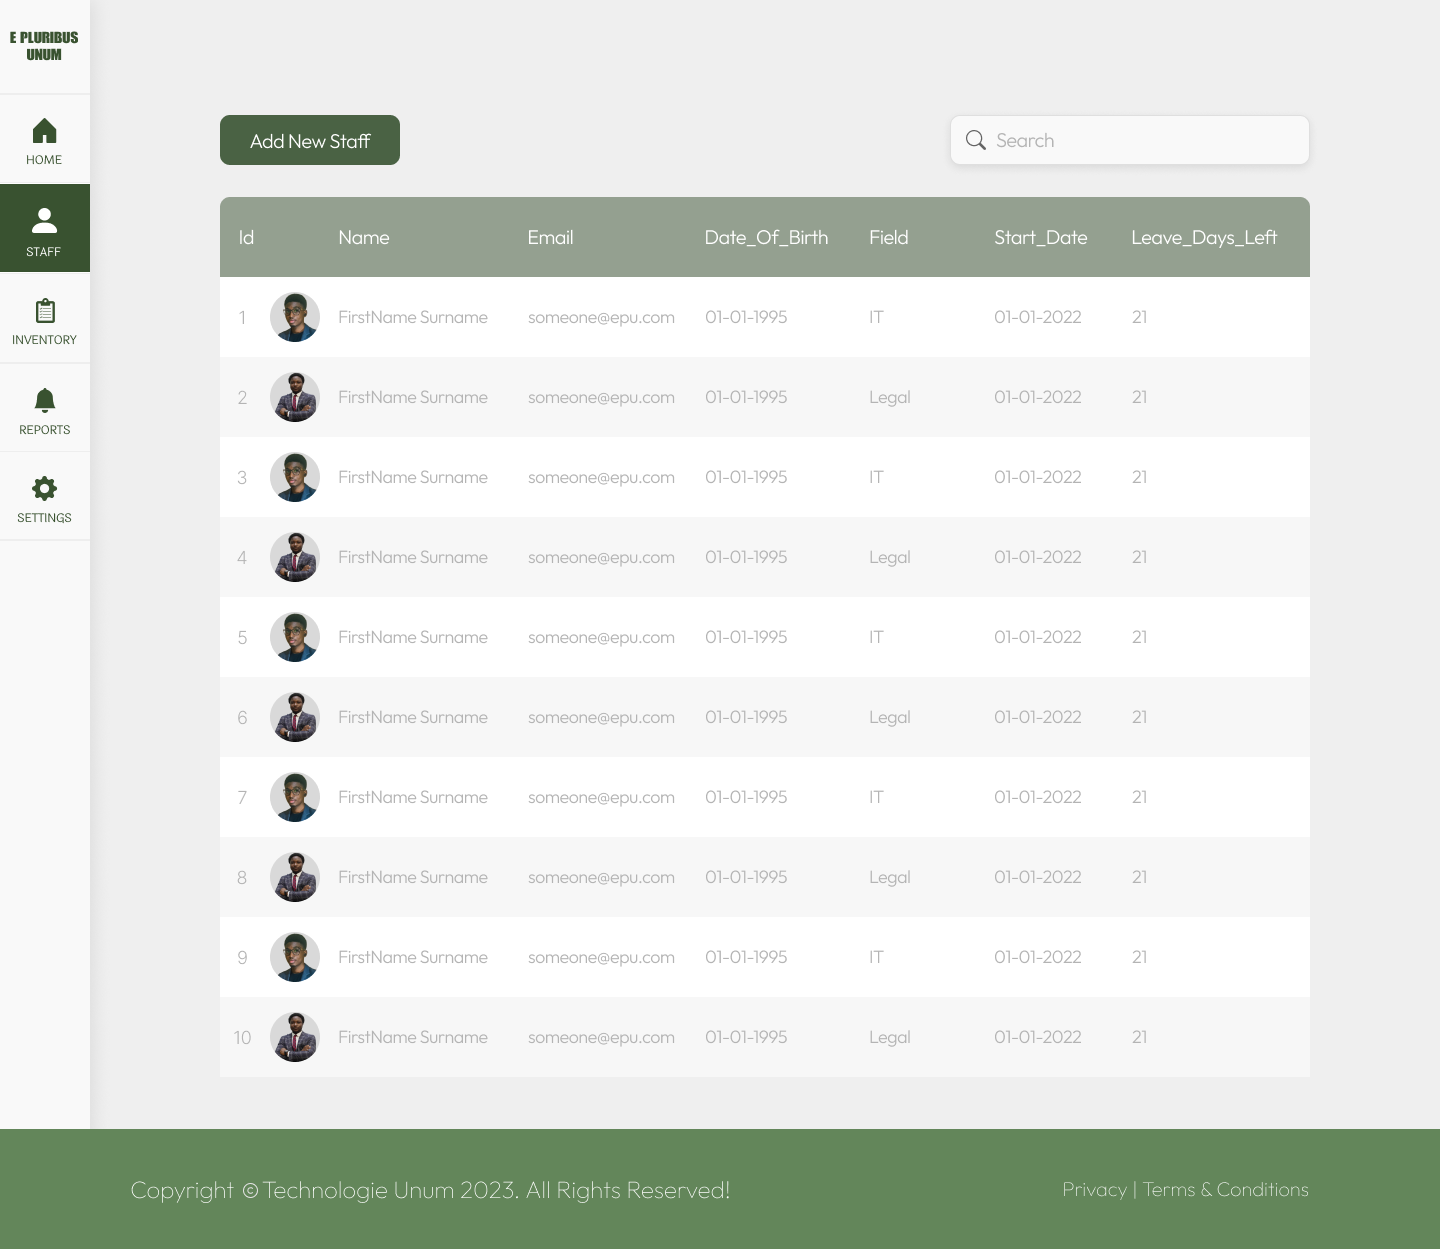 E PLURIBUS
UNUM
HOME
STAFF
INVENTORY
REPORTS
SETTINGS
Add New Staff
Search
Id Name Email Date_Of_Birth Field Start_Date Leave_Days_Left
1 FirstName Surname someone@epu.com 01-01-1995 IT 01-01-2022 21
2 FirstName Surname someone@epu.com 01-01-1995 Legal 01-01-2022 21
3 FirstName Surname someone@epu.com 01-01-1995 IT 01-01-2022 21
4 FirstName Surname someone@epu.com 01-01-1995 Legal 01-01-2022 21
5 FirstName Surname someone@epu.com 01-01-1995 IT 01-01-2022 21
6 FirstName Surname someone@epu.com 01-01-1995 Legal 01-01-2022 21
7 FirstName Surname someone@epu.com 01-01-1995 IT 01-01-2022 21
8 FirstName Surname someone@epu.com 01-01-1995 Legal 01-01-2022 21
9 FirstName Surname someone@epu.com 01-01-1995 IT 01-01-2022 21
10 FirstName Surname someone@epu.com 01-01-1995 Legal 01-01-2022 21
Copyright © Technologie Unum 2023. All Rights Reserved!
Privacy | Terms & Conditions